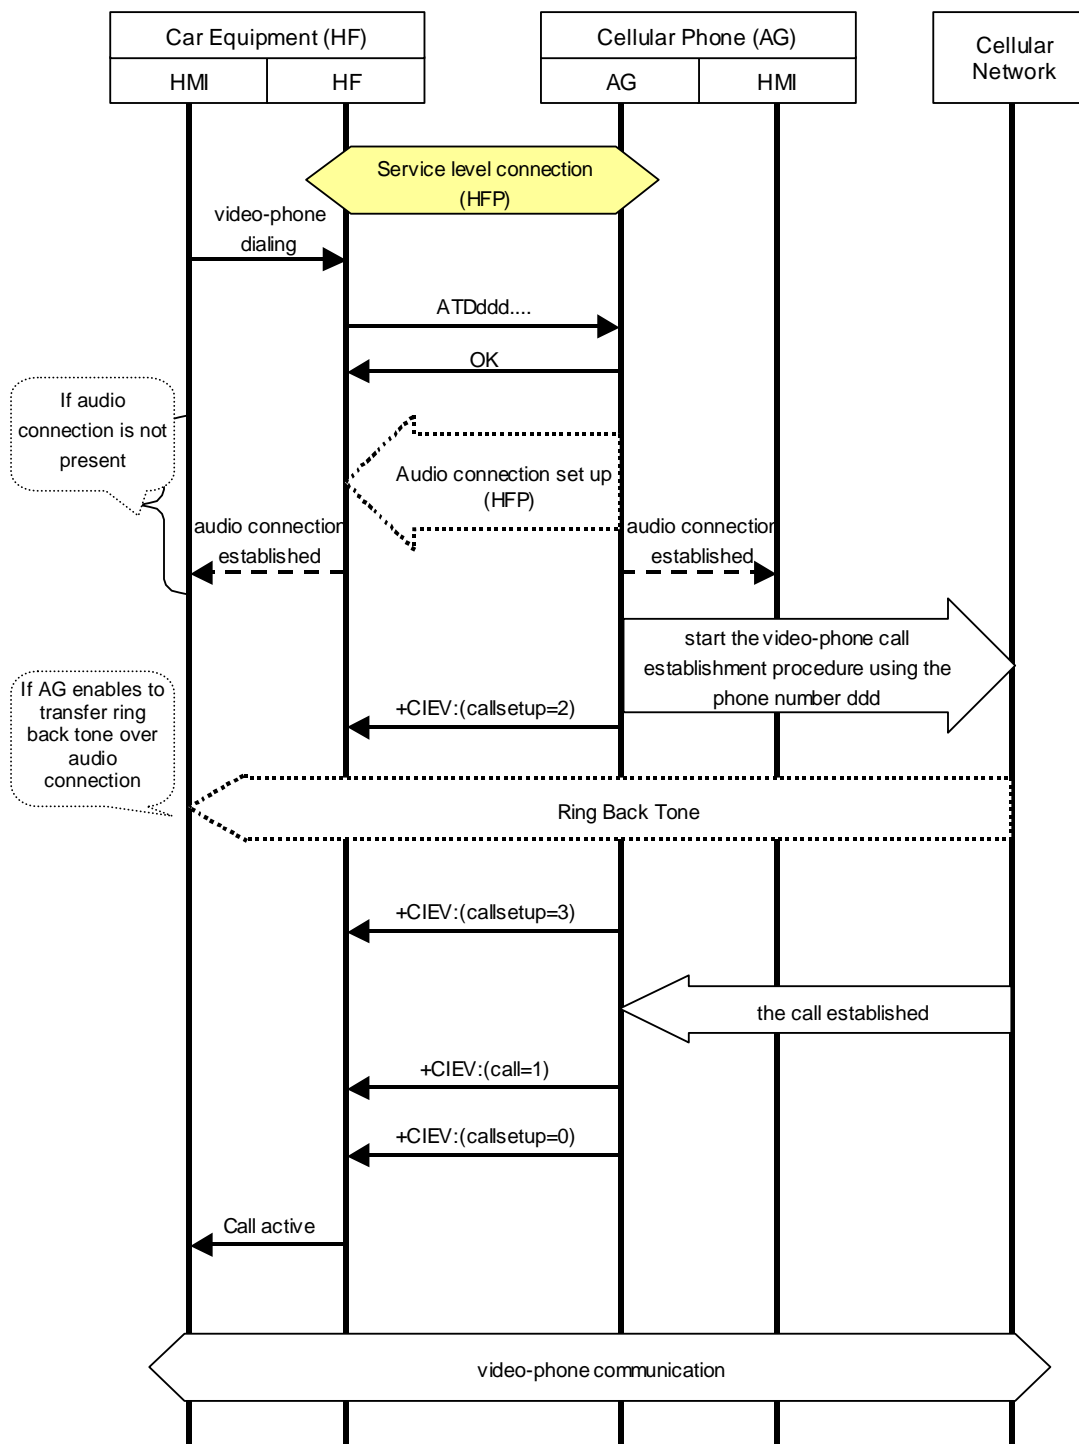 Car Equipment (HF)
Cellular Phone (AG)
Cellular
Network
HMI
HF
AG
HMI
Service level connection
(HFP)
video-phone
dialing
ATDddd....
OK
If audio
connection is not
present
Audio connection set up
(HFP)
audio connection
established
audio connection
established
start the video-phone call
establishment procedure using the
phone number ddd
If AG enables to
transfer ring
back tone over
audio
connection
+CIEV:(callsetup=2)
Ring Back Tone
+CIEV:(callsetup=3)
the call established
+CIEV:(call=1)
+CIEV:(callsetup=0)
Call active
video-phone communication